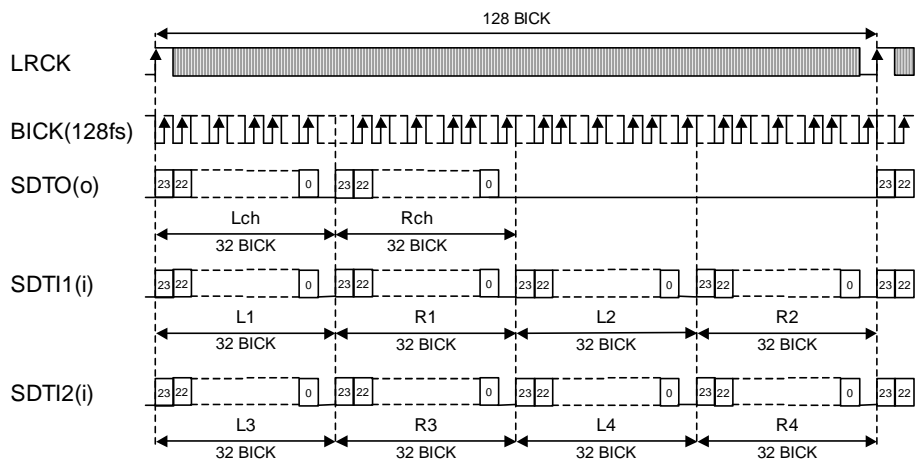 128 BICK
LRCK
BICK(128fs)
SDTO(o)
23 22 0 23 22 0 23 22
Lch Rch
32 BICK 32 BICK
SDTI1(i)
23 22 0 23 22 0 23 22 0 23 22 0 23 22
L1 R1 L2 R2
32 BICK 32 BICK 32 BICK 32 BICK
SDTI2(i)
23 22 0 23 22 0 23 22 0 23 22 0 23 22
L3 R3 L4 R4
32 BICK 32 BICK 32 BICK 32 BICK